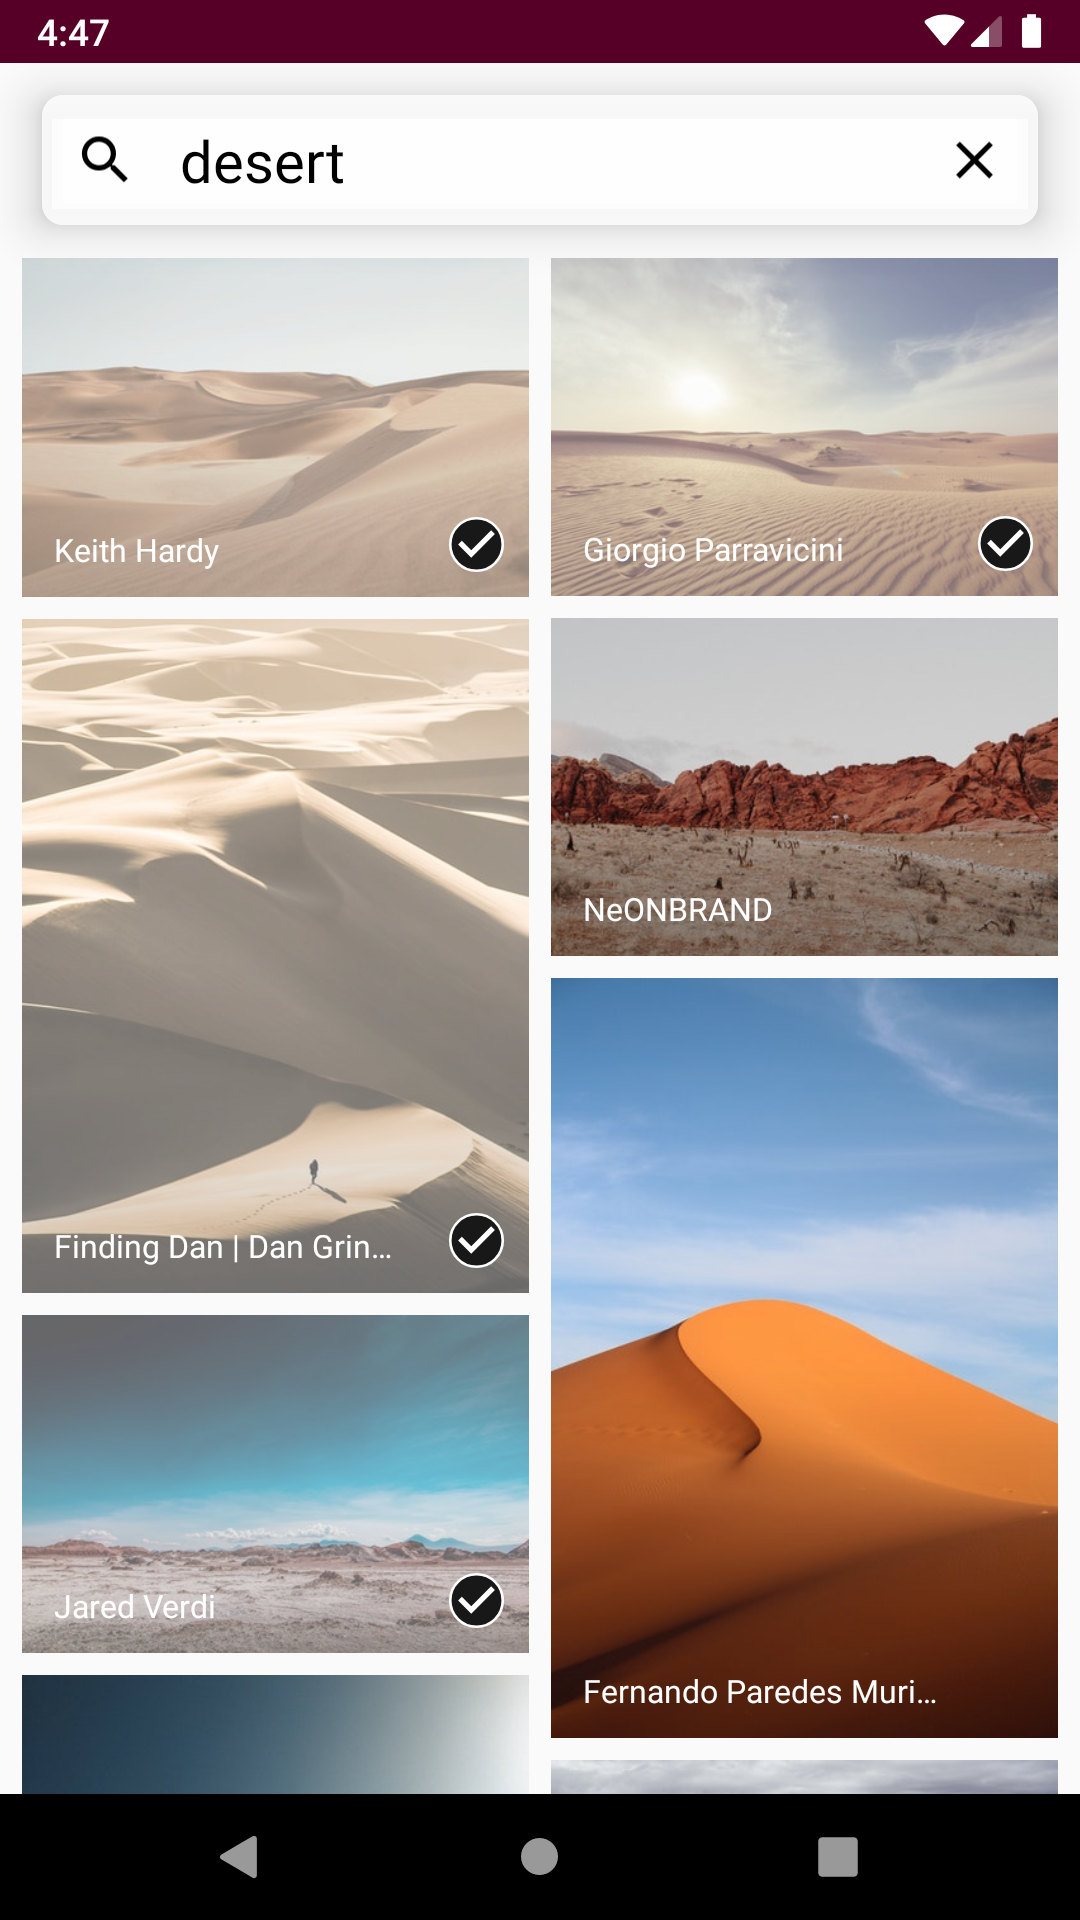 4:47
desert
Keith Hardy
Giorgio Parravicini
NeONBRAND
Finding Dan | Dan Grin...
Jared Verdi
Fernando Paredes Muri...